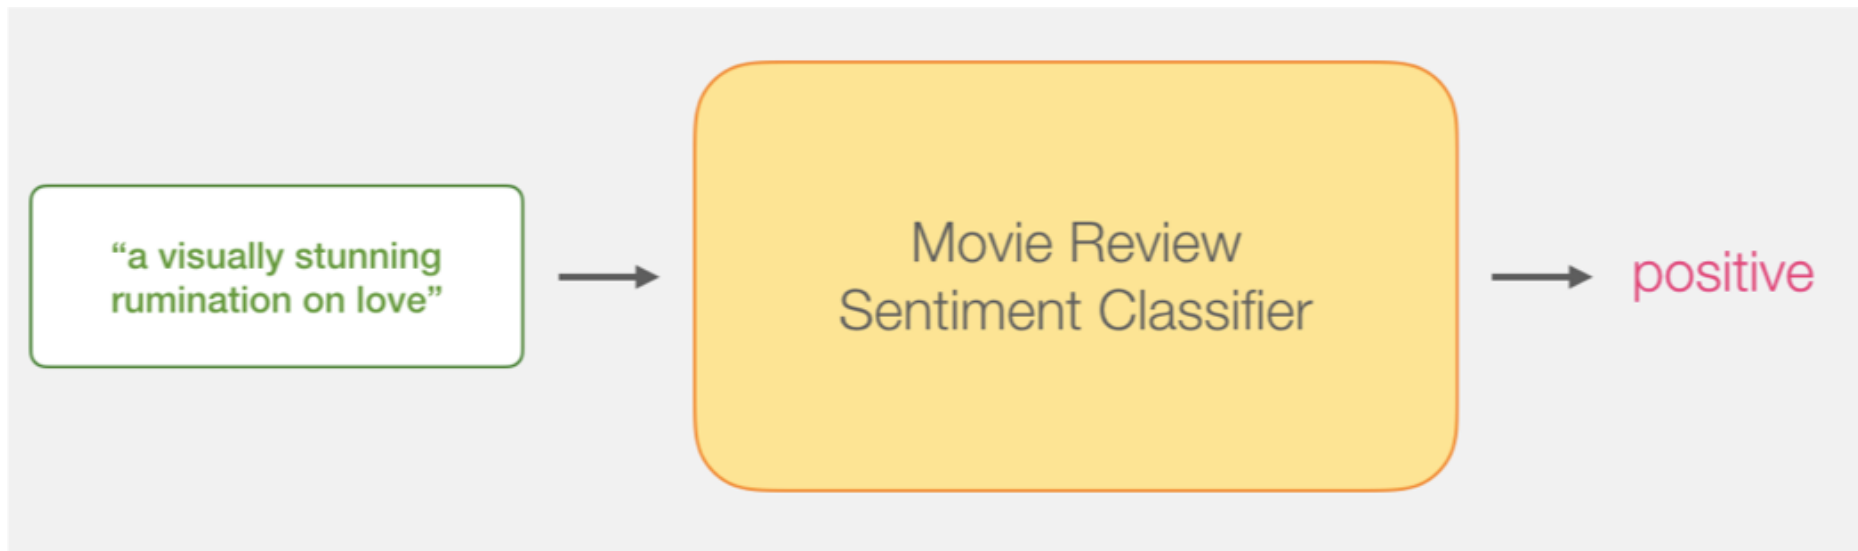 “a visually stunning
rumination on love”
Movie Review
Sentiment Classifier
positive